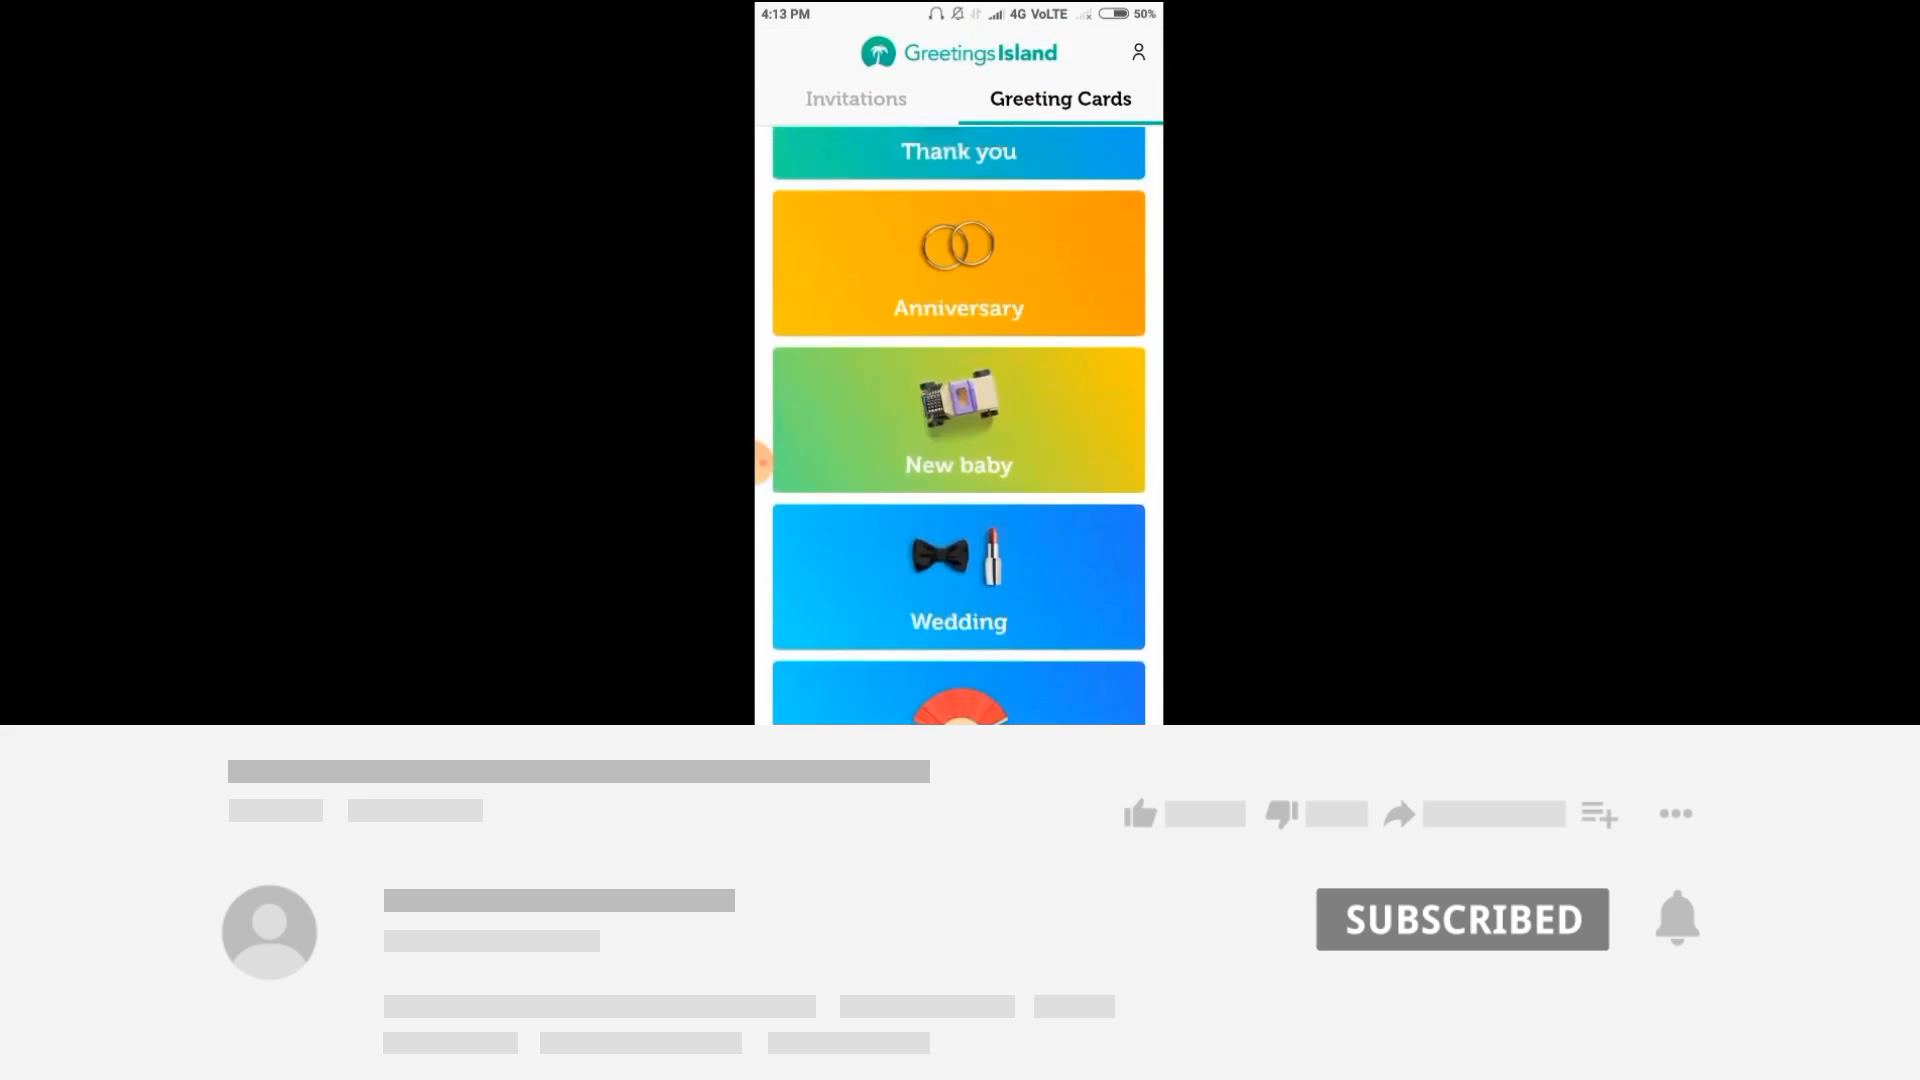 4:13 PM 4G VoLTE 50%
GreetingsIsland
Invitations Greeting Cards
Thank you
Anniversary
New baby
Wedding
SUBSCRIBED